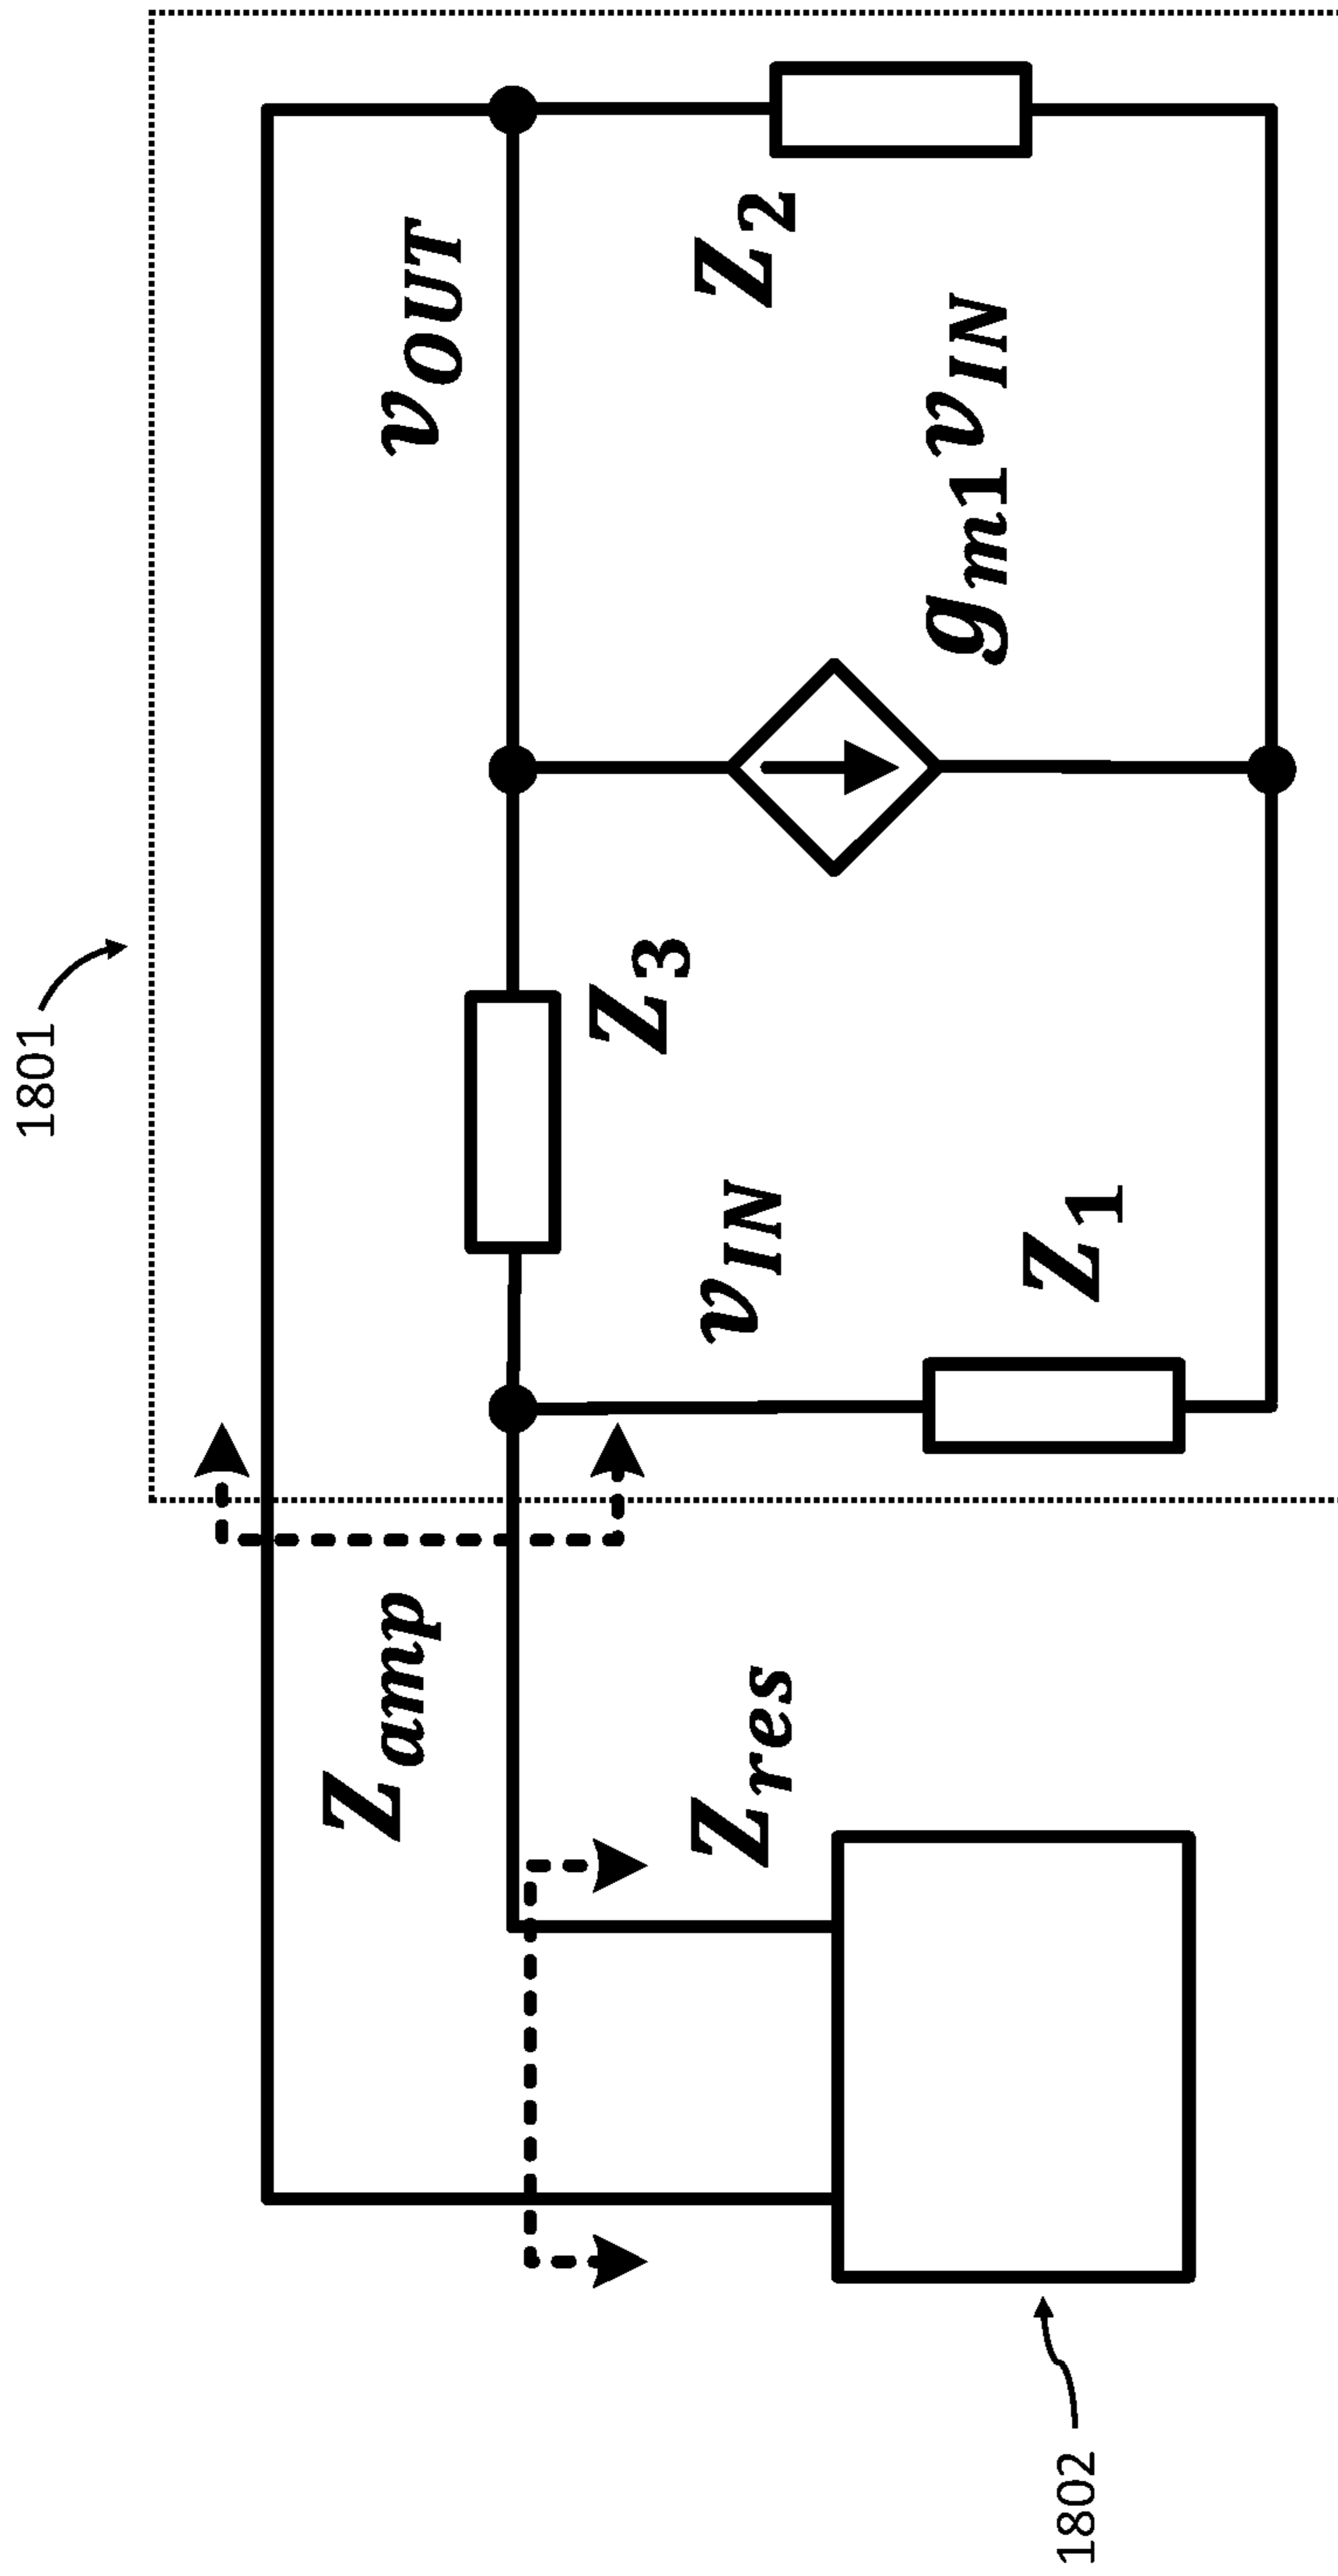 1801
v_OUT
Z_2
g_m1 v_IN
Z_3
v_IN
Z_1
Z_amp
Z_res
1802